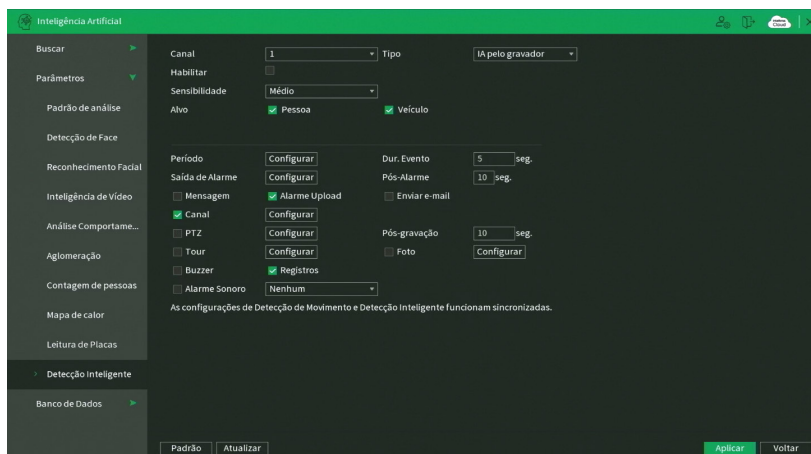 Inteligência Artificial
intelbras Cloud
Buscar
Parâmetros
Padrão de análise
Detecção de Face
Reconhecimento Facial
Inteligência de Vídeo
Análise Comportame...
Aglomeração
Contagem de pessoas
Mapa de calor
Leitura de Placas
Detecção Inteligente
Banco de Dados
Canal 1 Tipo IA pelo gravador
Habilitar
Sensibilidade Médio
Alvo Pessoa Veículo
Período Configurar Dur. Evento 5 seg.
Saída de Alarme Configurar Pós-Alarme 10 seg.
Mensagem Alarme Upload Enviar e-mail
Canal Configurar
PTZ Configurar Pós-gravação 10 seg.
Tour Configurar Foto Configurar
Buzzer Registros
Alarme Sonoro Nenhum
As configurações de Detecção de Movimento e Detecção Inteligente funcionam sincronizadas.
Padrão Atualizar Aplicar Voltar